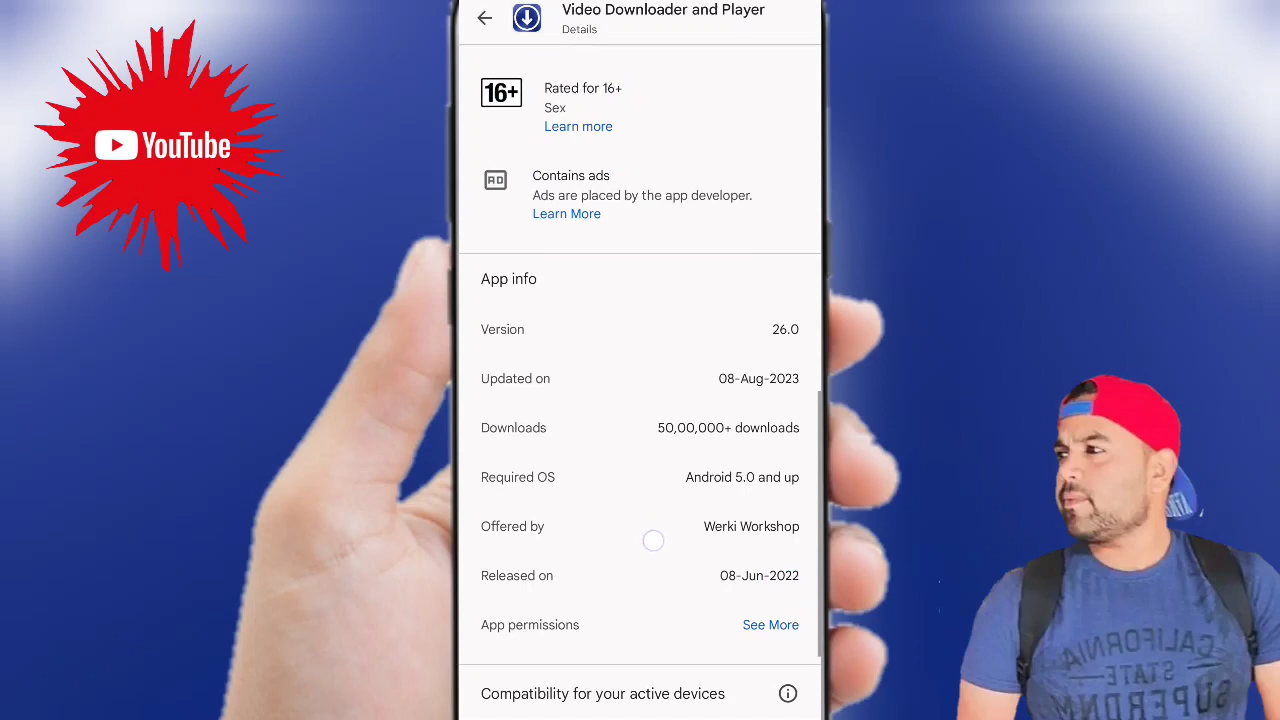 Video Downloader and Player
Details
YouTube
16+
Rated for 16+
Sex
Learn more
AD
Contains ads
Ads are placed by the app developer.
Learn More
App info
Version 26.0
Updated on 08-Aug-2023
Downloads 50,00,000+ downloads
Required OS Android 5.0 and up
Offered by Werki Workshop
Released on 08-Jun-2022
App permissions See More
Compatibility for your active devices
CALIFORNIA
STATE
SUPERDRY